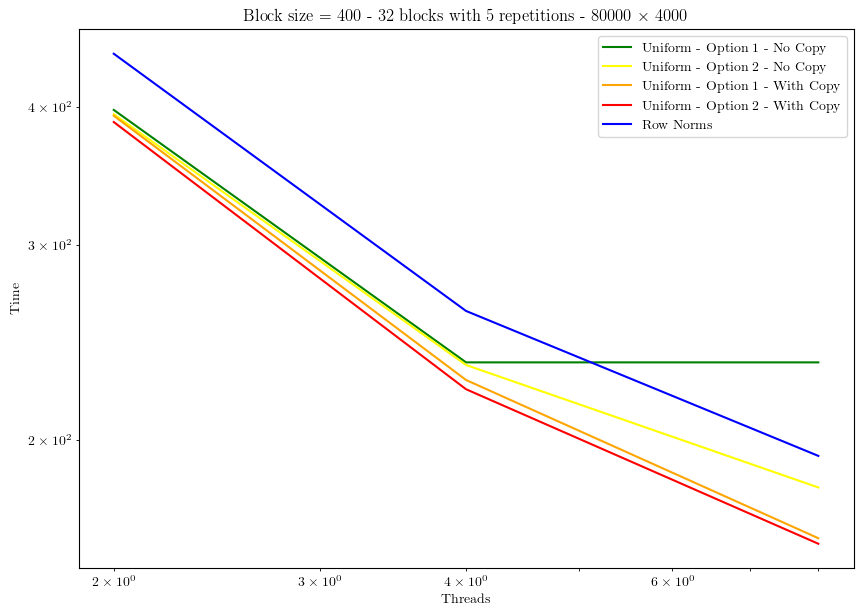 Block size = 400 - 32 blocks with 5 repetitions - 80000 × 4000
Uniform - Option 1 - No Copy
Uniform - Option 2 - No Copy
Uniform - Option 1 - With Copy
Uniform - Option 2 - With Copy
Row Norms
4 × 10²
3 × 10²
2 × 10²
Time
2 × 10⁰
3 × 10⁰
4 × 10⁰
6 × 10⁰
Threads